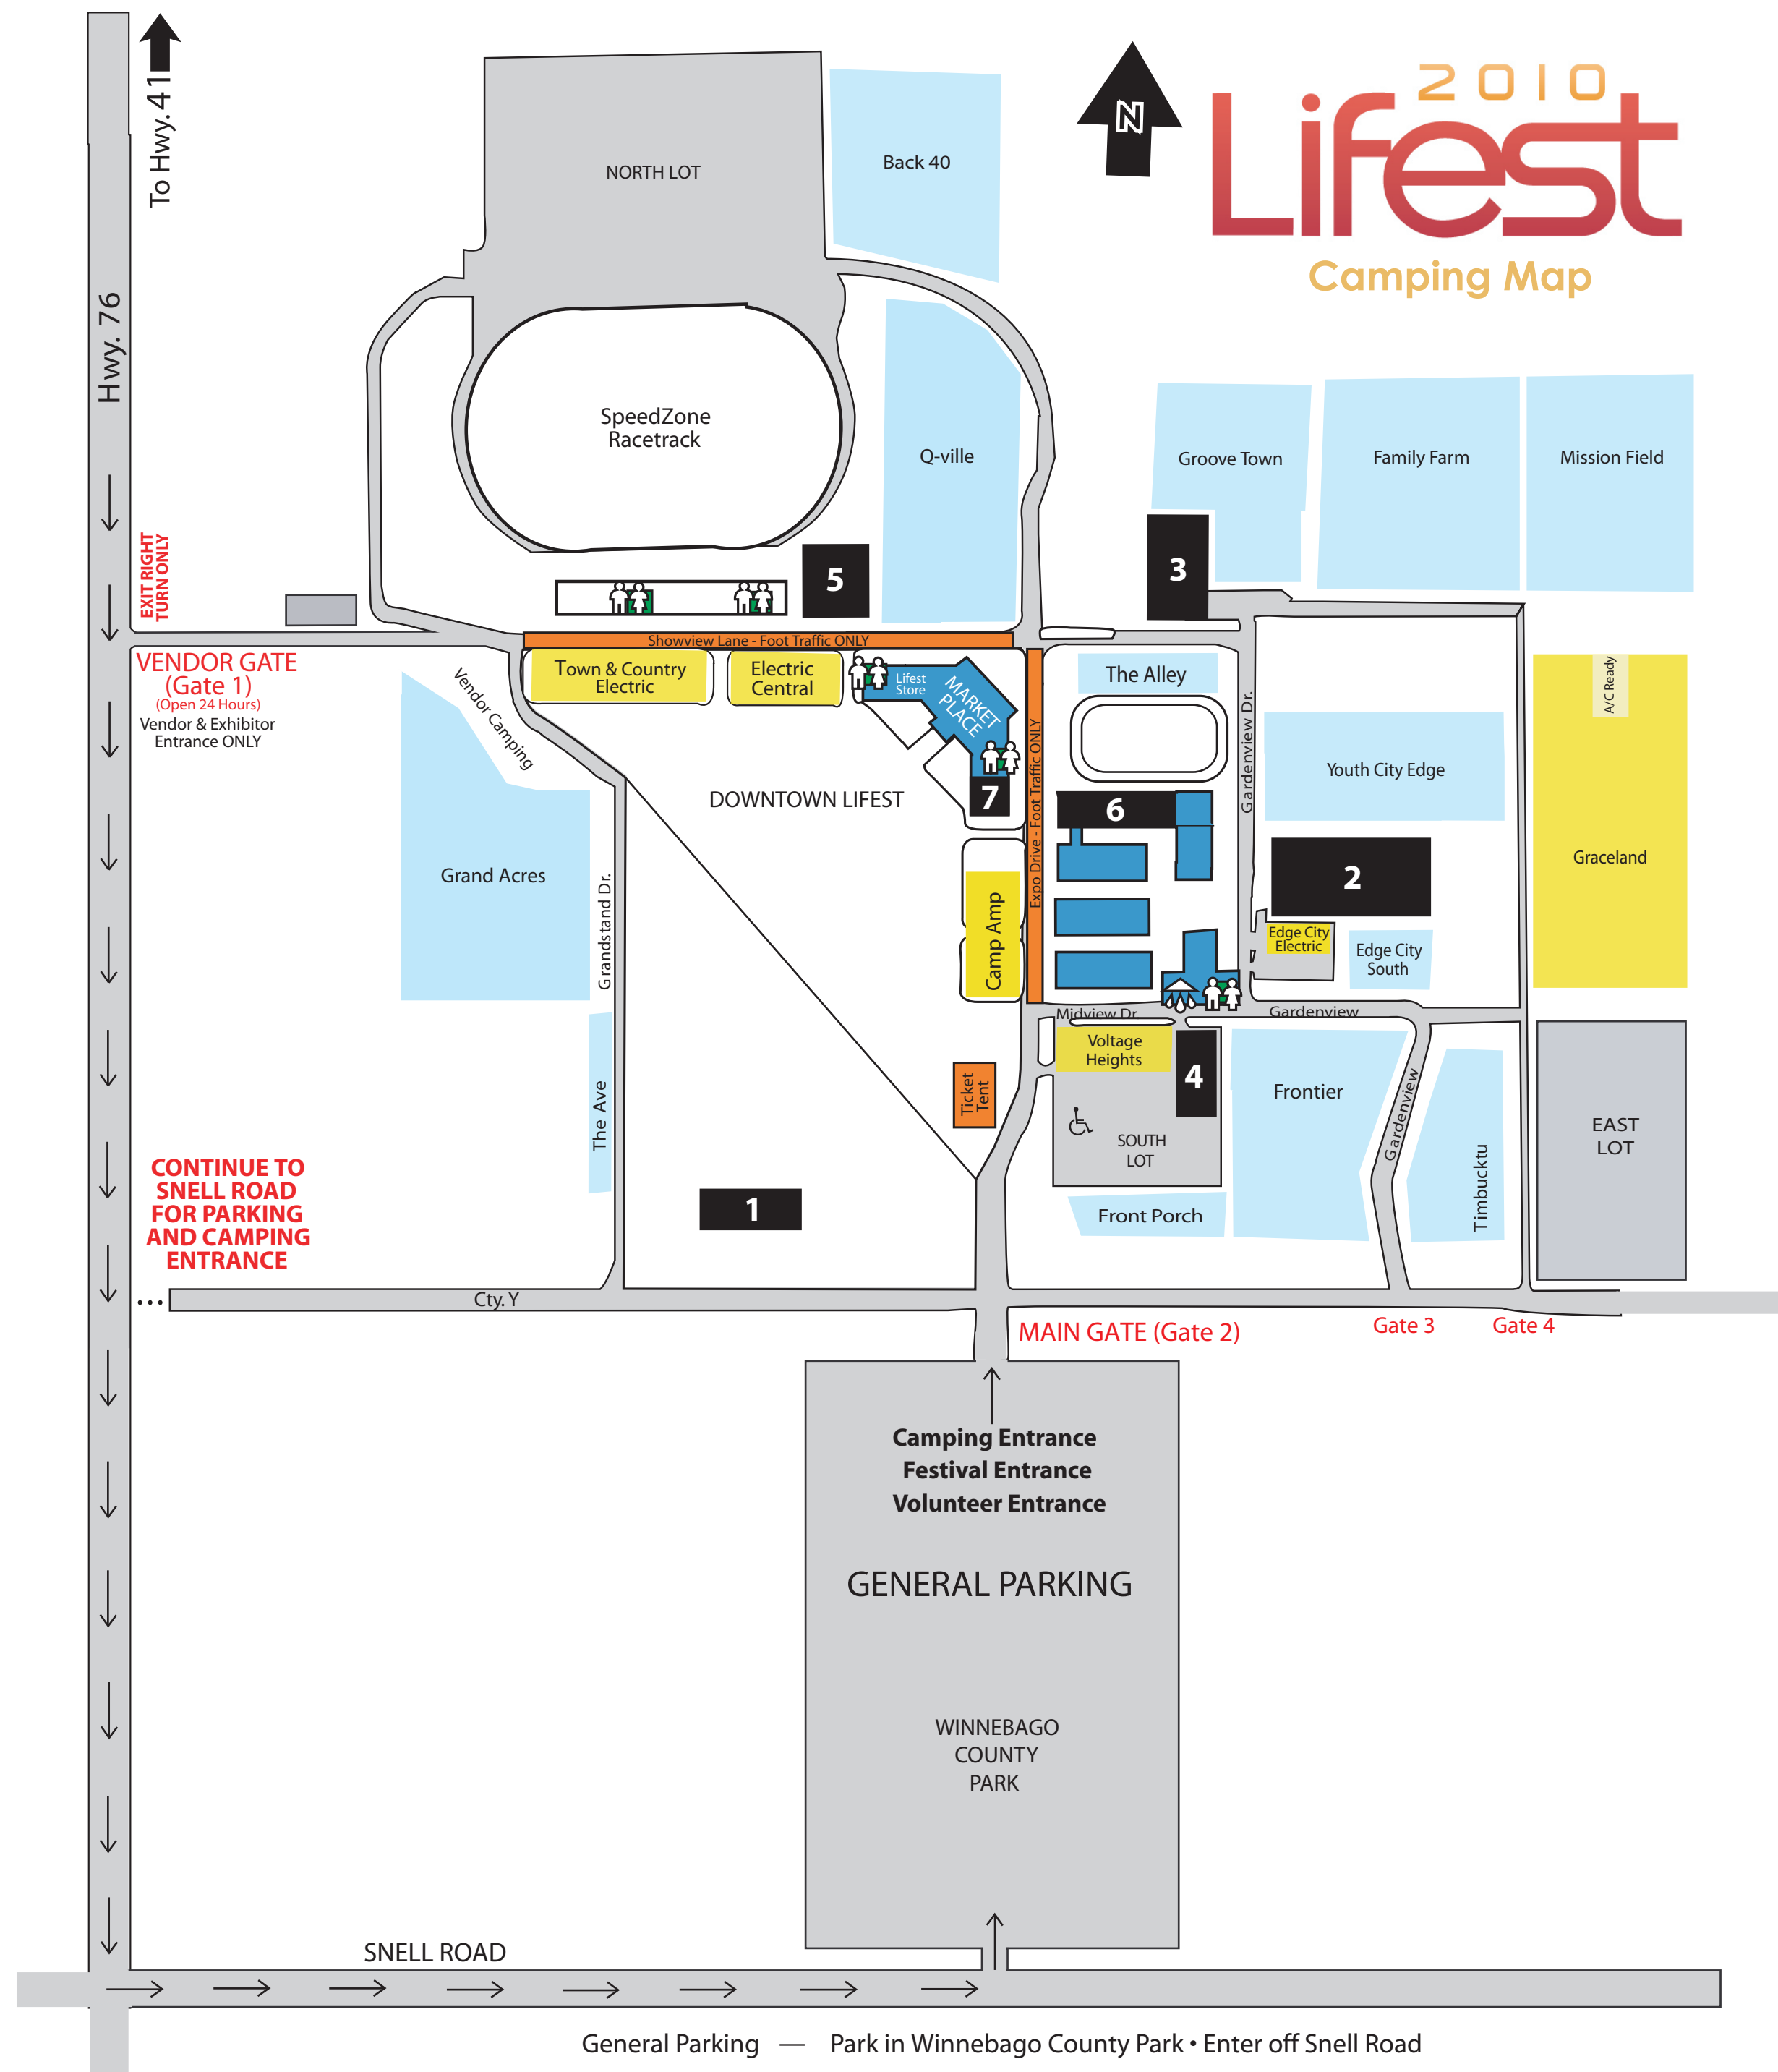 2010
Lifest
Camping Map
N
To Hwy. 41
Hwy. 76
NORTH LOT
Back 40
SpeedZone
Racetrack
Q-ville
Groove Town
Family Farm
Mission Field
EXIT RIGHT
TURN ONLY
5
3
Showview Lane - Foot Traffic ONLY
VENDOR GATE
(Gate 1)
(Open 24 Hours)
Vendor & Exhibitor
Entrance ONLY
Vendor Camping
Town & Country
Electric
Electric
Central
Lifest
Store
MARKET
PLACE
The Alley
A/C Ready
Gardenview Dr.
Youth City Edge
DOWNTOWN LIFEST
7
6
Expo Drive - Foot Traffic ONLY
Graceland
Grand Acres
2
Grandstand Dr.
Camp Amp
Edge City
Electric
Edge City
South
Midview Dr
Gardenview
Voltage
Heights
4
Ticket
Tent
Frontier
Gardenview
The Ave
SOUTH
LOT
EAST
LOT
Timbucktu
CONTINUE TO
SNELL ROAD
FOR PARKING
AND CAMPING
ENTRANCE
1
Front Porch
... Cty. Y
MAIN GATE (Gate 2)
Gate 3
Gate 4
Camping Entrance
Festival Entrance
Volunteer Entrance
GENERAL PARKING
WINNEBAGO
COUNTY
PARK
SNELL ROAD
General Parking — Park in Winnebago County Park • Enter off Snell Road